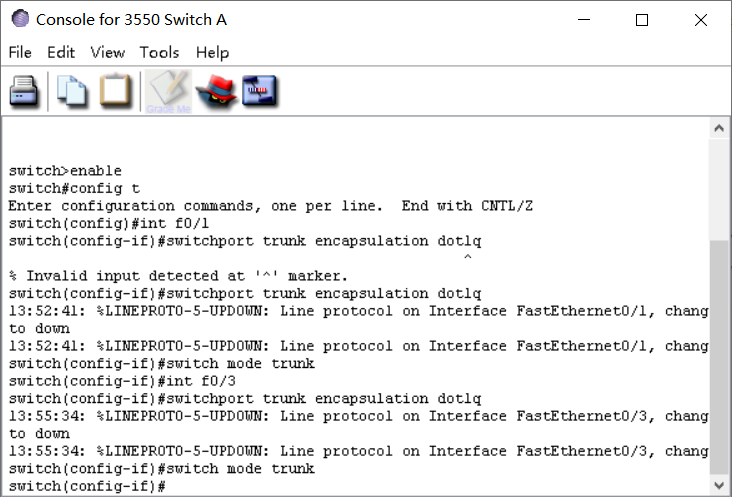 Console for 3550 Switch A
File Edit View Tools Help
Grade Me
switch>enable
switch#config t
Enter configuration commands, one per line.  End with CNTL/Z
switch(config)#int f0/1
switch(config-if)#switchport trunk encapsulation dotlq
^
% Invalid input detected at '^' marker.
switch(config-if)#switchport trunk encapsulation dot1q
13:52:41: %LINEPROTO-5-UPDOWN: Line protocol on Interface FastEthernet0/1, chang
to down
13:52:41: %LINEPROTO-5-UPDOWN: Line protocol on Interface FastEthernet0/1, chang
switch(config-if)#switch mode trunk
switch(config-if)#int f0/3
switch(config-if)#switchport trunk encapsulation dot1q
13:55:34: %LINEPROTO-5-UPDOWN: Line protocol on Interface FastEthernet0/3, chang
to down
13:55:34: %LINEPROTO-5-UPDOWN: Line protocol on Interface FastEthernet0/3, chang
switch(config-if)#switch mode trunk
switch(config-if)#